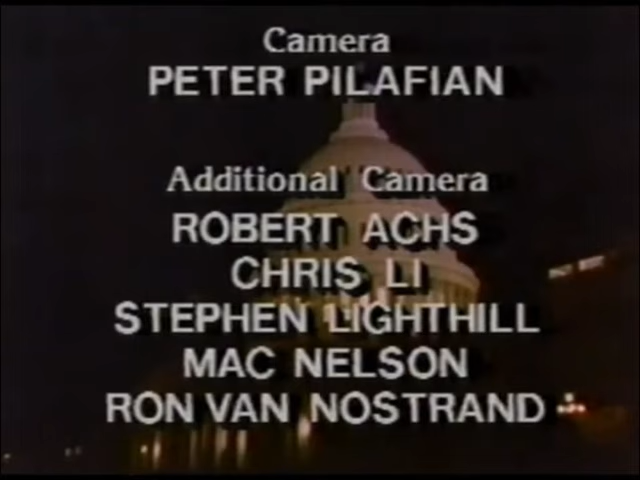 Camera
PETER PILAFIAN
Additional Camera
ROBERT ACHS
CHRIS LI
STEPHEN LIGHTHILL
MAC NELSON
RON VAN NOSTRAND